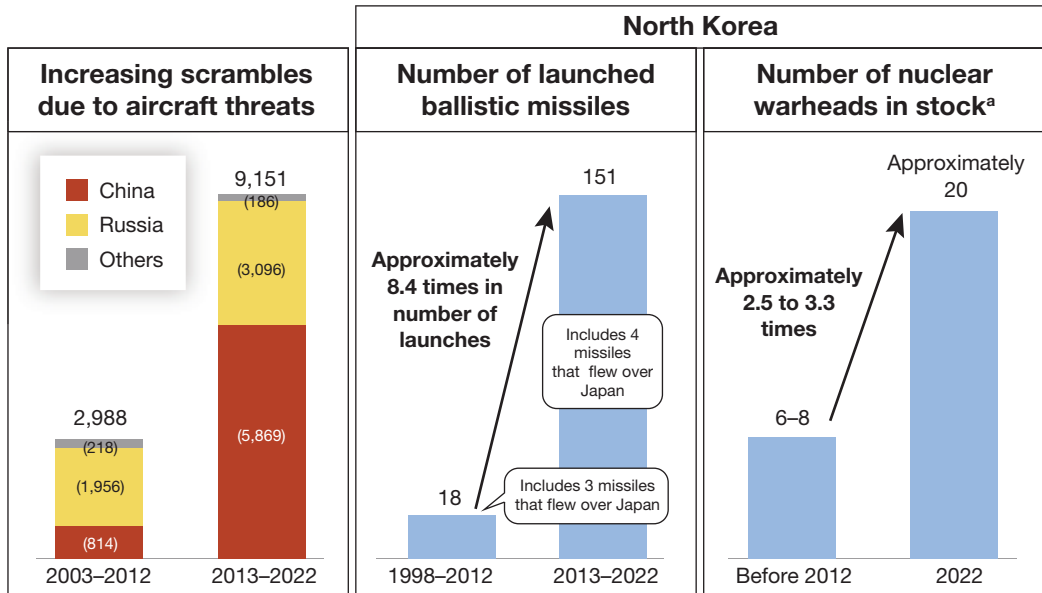 North Korea
Increasing scrambles
due to aircraft threats
China
Russia
Others
9,151
(186)
(3,096)
(5,869)
2,988
(218)
(1,956)
(814)
2003–2012
2013–2022
Number of launched
ballistic missiles
151
Approximately
8.4 times in
number of
launches
Includes 4
missiles
that flew over
Japan
18
Includes 3 missiles
that flew over Japan
1998–2012
2013–2022
Number of nuclear
warheads in stockᵃ
Approximately
20
Approximately
2.5 to 3.3
times
6–8
Before 2012
2022